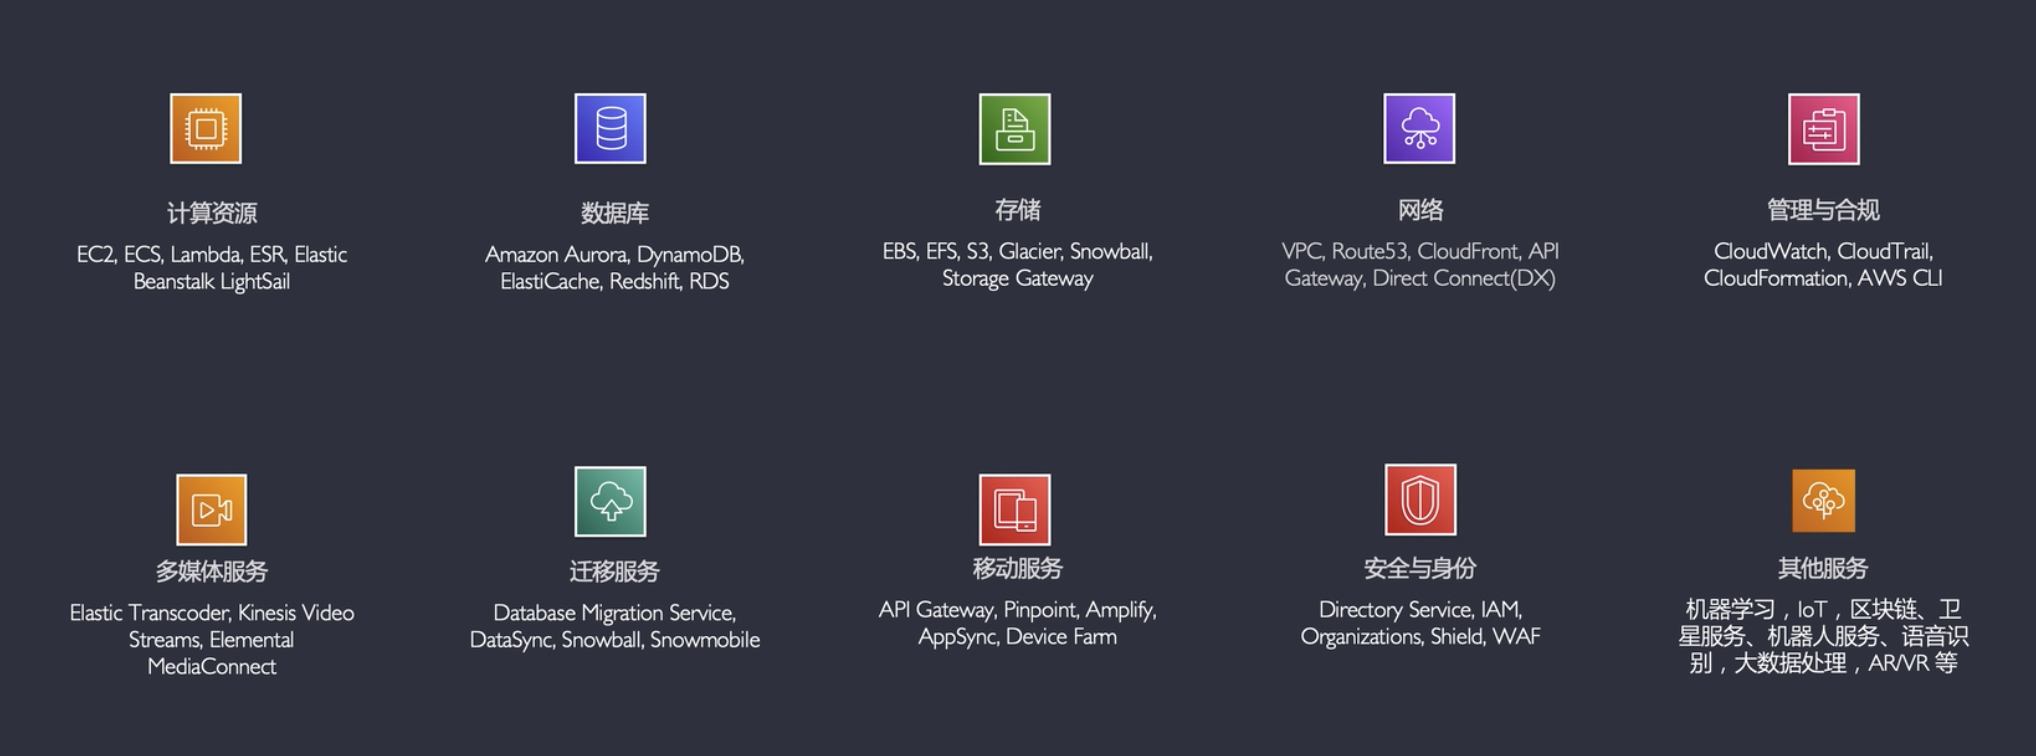 计算资源
EC2, ECS, Lambda, ESR, Elastic
Beanstalk LightSail
数据库
Amazon Aurora, DynamoDB,
ElastiCache, Redshift, RDS
存储
EBS, EFS, S3, Glacier, Snowball,
Storage Gateway
网络
VPC, Route53, CloudFront, API
Gateway, Direct Connect(DX)
管理与合规
CloudWatch, CloudTrail,
CloudFormation, AWS CLI
多媒体服务
Elastic Transcoder, Kinesis Video
Streams, Elemental
MediaConnect
迁移服务
Database Migration Service,
DataSync, Snowball, Snowmobile
移动服务
API Gateway, Pinpoint, Amplify,
AppSync, Device Farm
安全与身份
Directory Service, IAM,
Organizations, Shield, WAF
其他服务
机器学习，IoT，区块链、卫
星服务、机器人服务、语音识
别，大数据处理，AR/VR 等